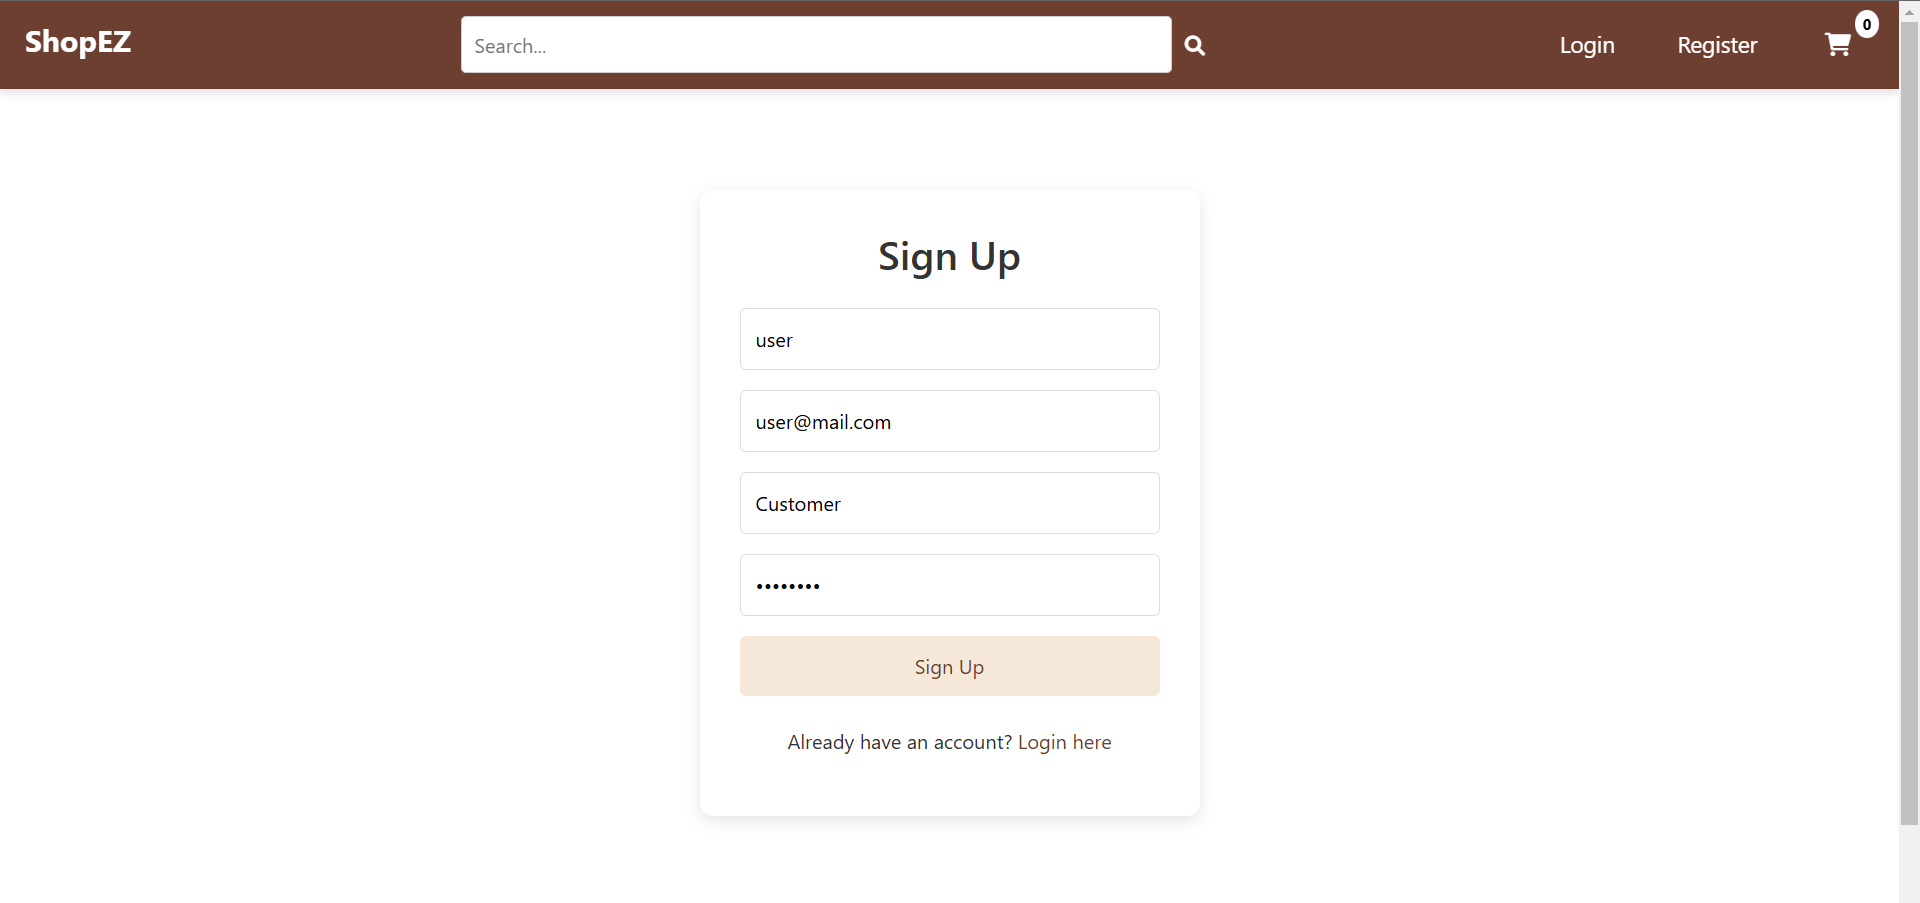 ShopEZ
Search...
Login
Register
0
Sign Up
user
user@mail.com
Customer
••••••••
Sign Up
Already have an account? Login here